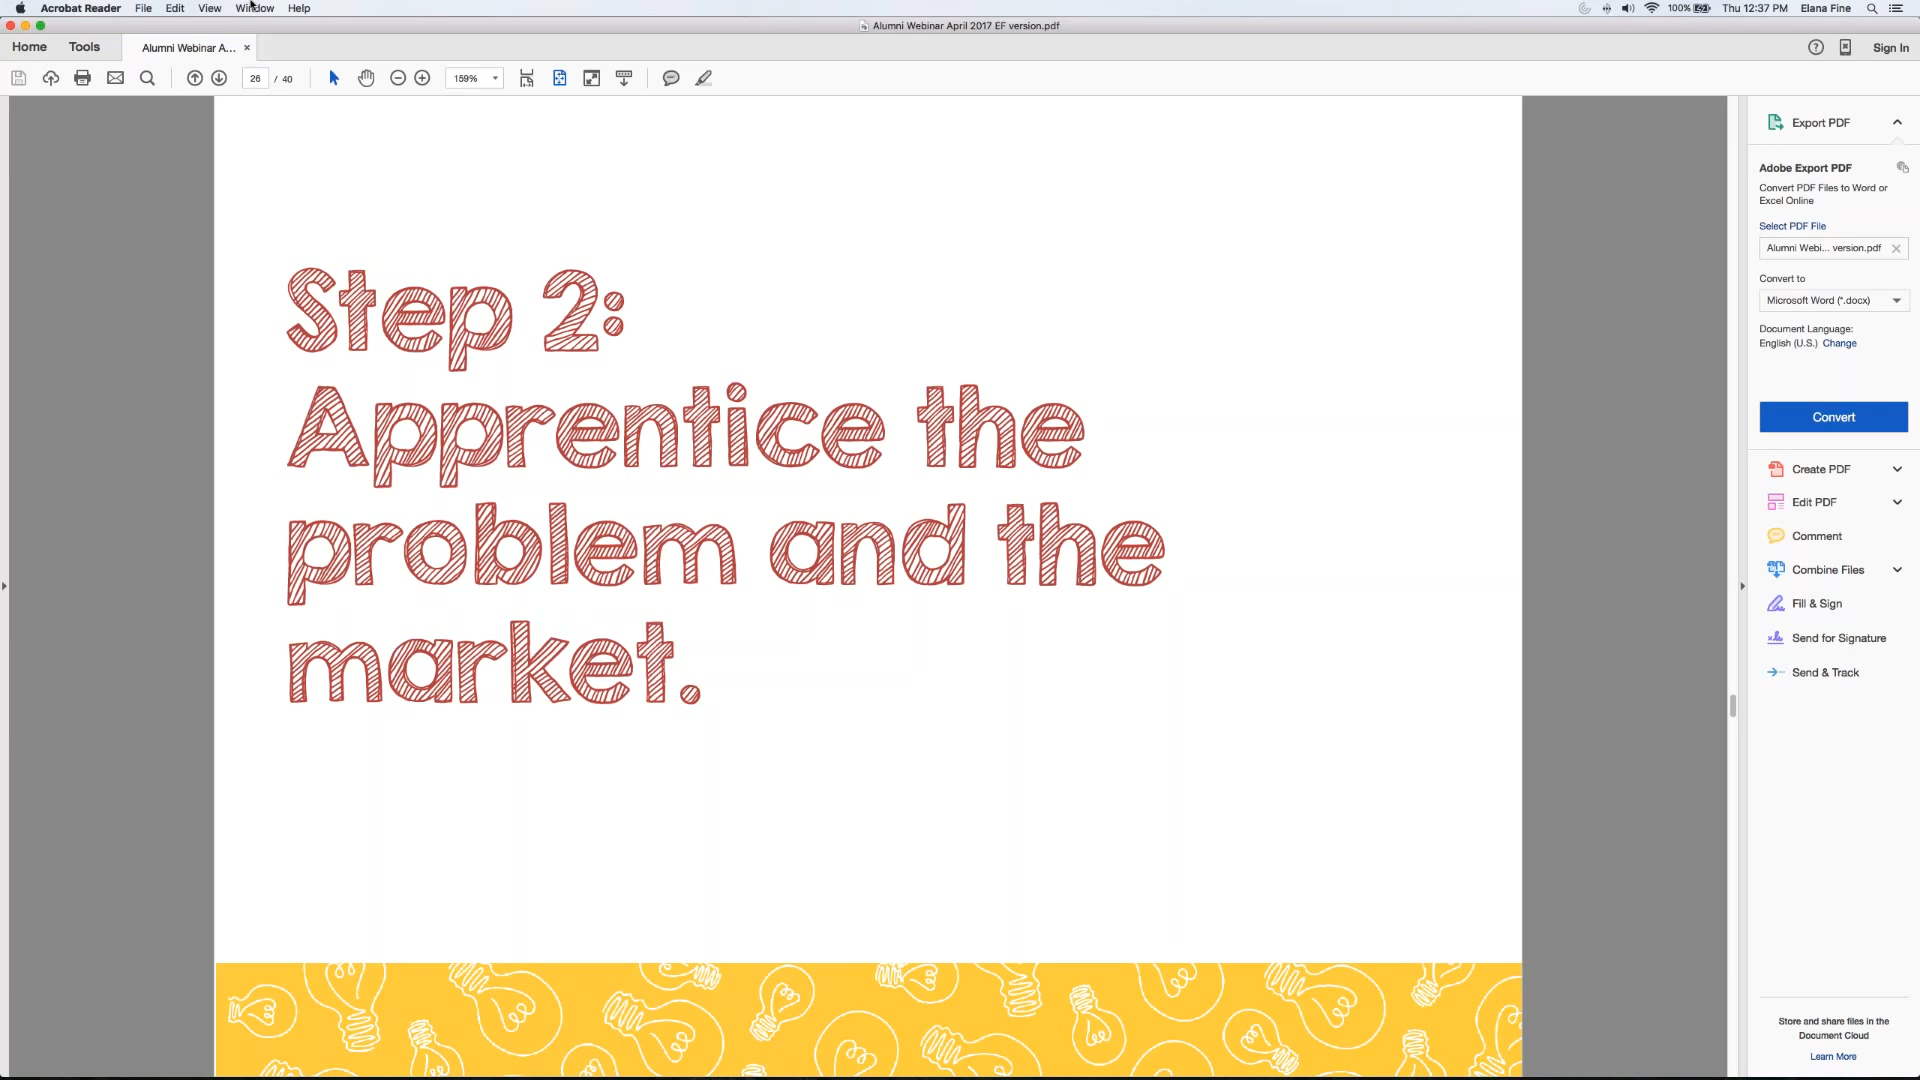 Acrobat Reader File Edit View Window Help 100% Thu 12:37 PM Elana Fine
Alumni Webinar April 2017 EF version.pdf
Home Tools Alumni Webinar A... × Sign In
26 / 40 159%
Export PDF
Adobe Export PDF
Convert PDF Files to Word or
Excel Online
Select PDF File
Alumni Webi... version.pdf
Convert to
Microsoft Word (*.docx)
Document Language:
English (U.S.) Change
Convert
Create PDF
Edit PDF
Comment
Combine Files
Fill & Sign
Send for Signature
Send & Track
Store and share files in the
Document Cloud
Learn More
Step 2:
Apprentice the
problem and the
market.